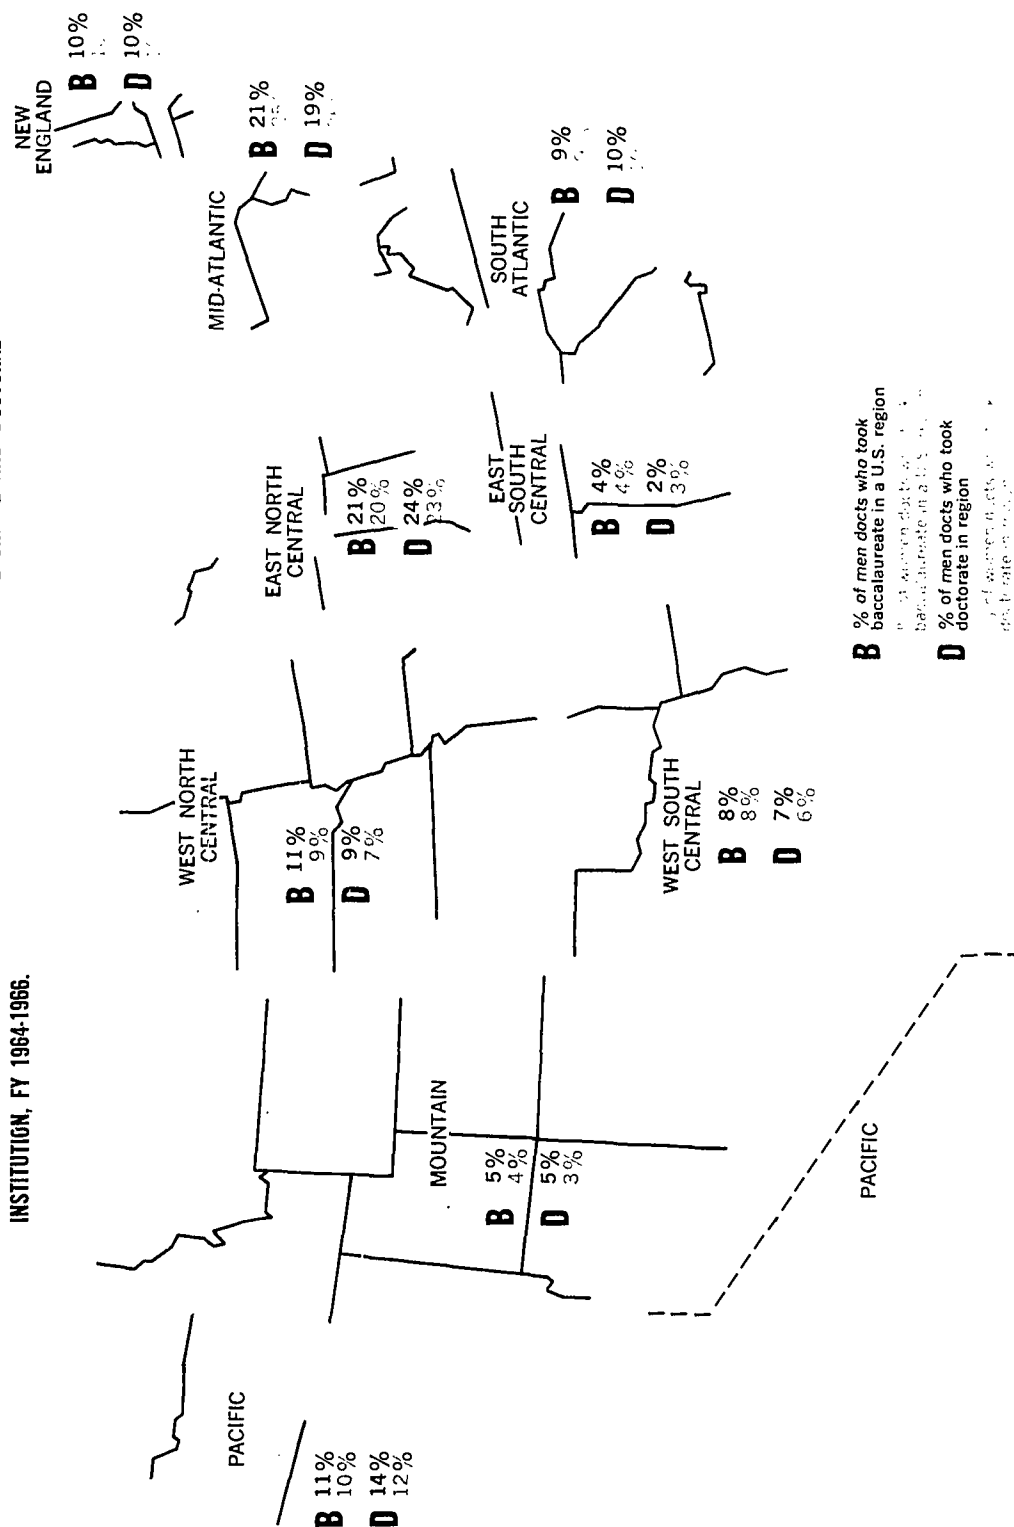 INSTITUTION, FY 1964-1966.
NEW
ENGLAND
B 10%
D 10%
MID-ATLANTIC
B 21%
D 19%
SOUTH
ATLANTIC
B 9%
D 10%
EAST NORTH
CENTRAL
B 21%
20%
D 24%
23%
EAST
SOUTH
CENTRAL
B 4%
4%
D 2%
3%
WEST NORTH
CENTRAL
B 11%
9%
D 9%
7%
WEST SOUTH
CENTRAL
B 8%
8%
D 7%
6%
MOUNTAIN
B 5%
4%
D 5%
3%
PACIFIC
B 11%
10%
D 14%
12%
PACIFIC
B % of men docts who took
baccalaureate in a U.S. region
D % of men docts who took
doctorate in region